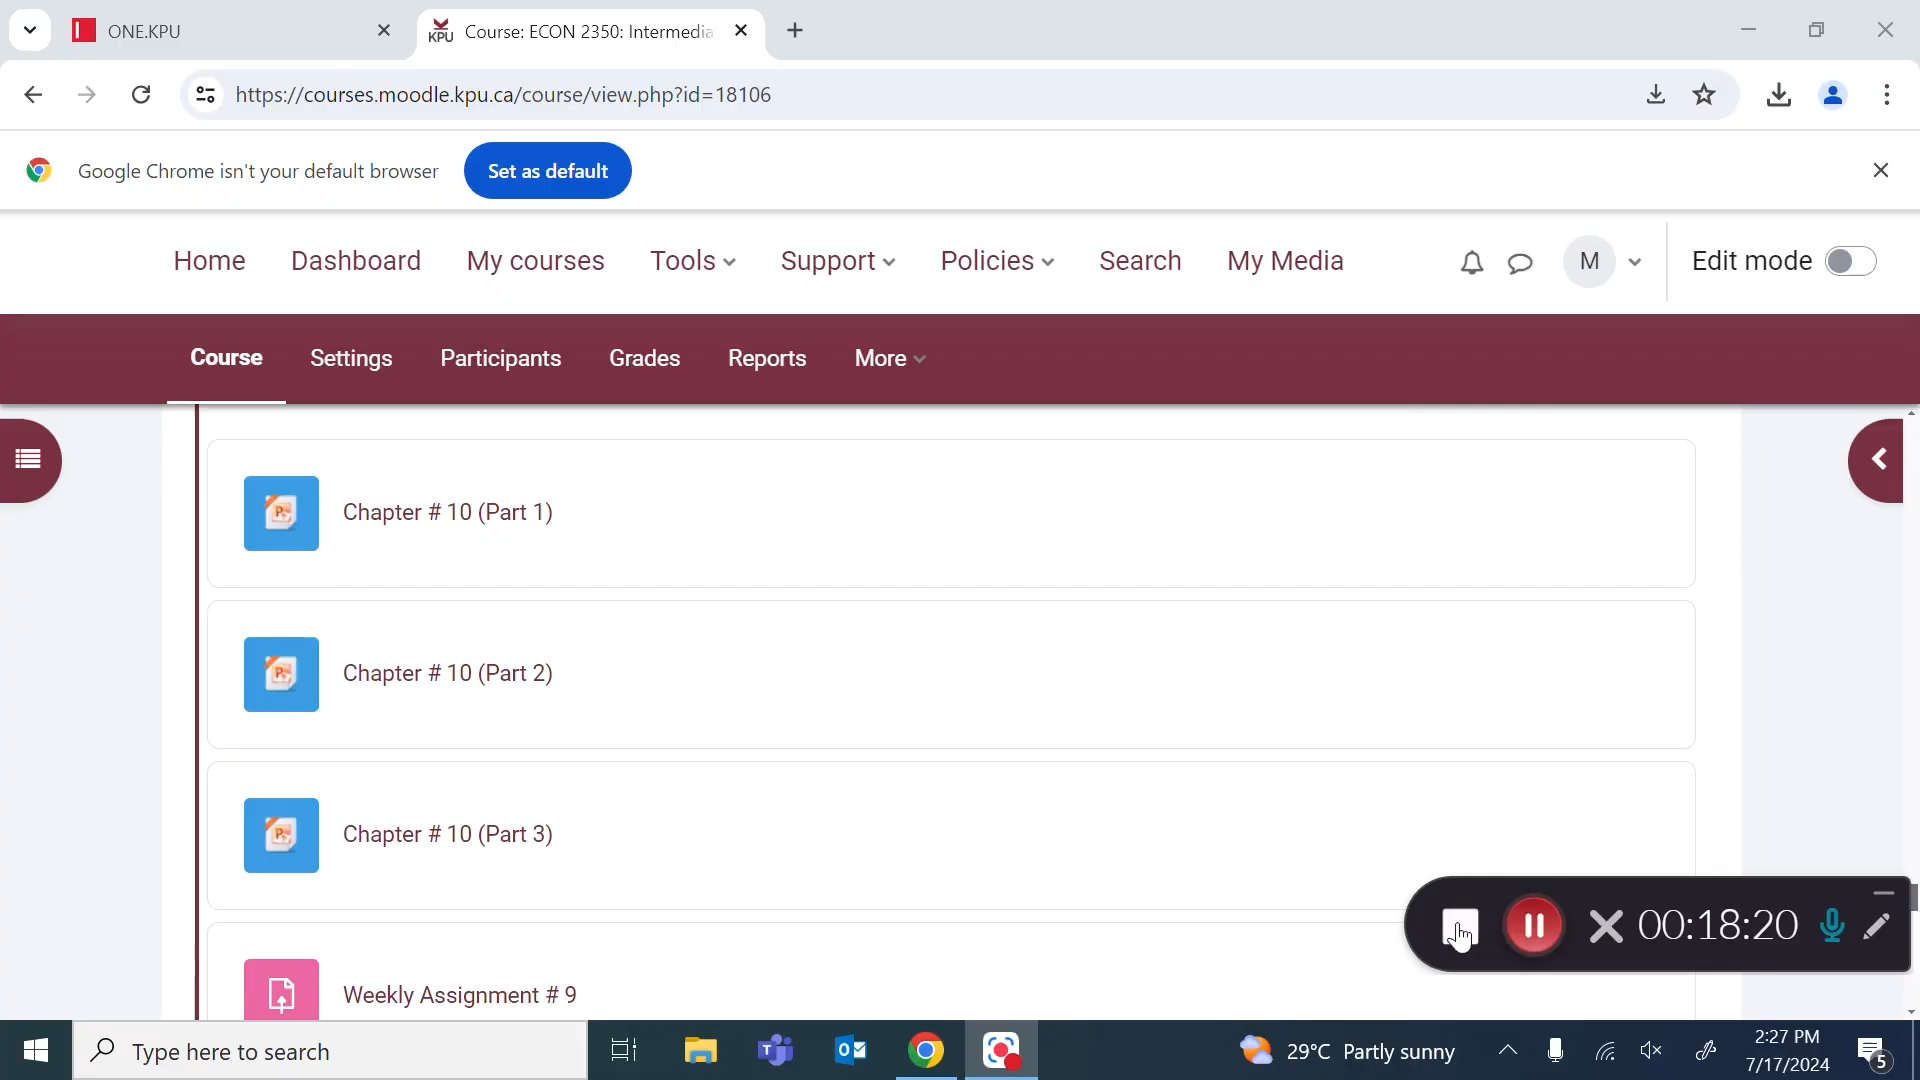 ONE.KPU
KPU
Course: ECON 2350: Intermedia
https://courses.moodle.kpu.ca/course/view.php?id=18106
Google Chrome isn't your default browser
Set as default
Home Dashboard My courses Tools Support Policies Search My Media
M
Edit mode
Course Settings Participants Grades Reports More
Chapter # 10 (Part 1)
Chapter # 10 (Part 2)
Chapter # 10 (Part 3)
00:18:20
Weekly Assignment # 9
Type here to search
29°C Partly sunny
2:27 PM
7/17/2024
5